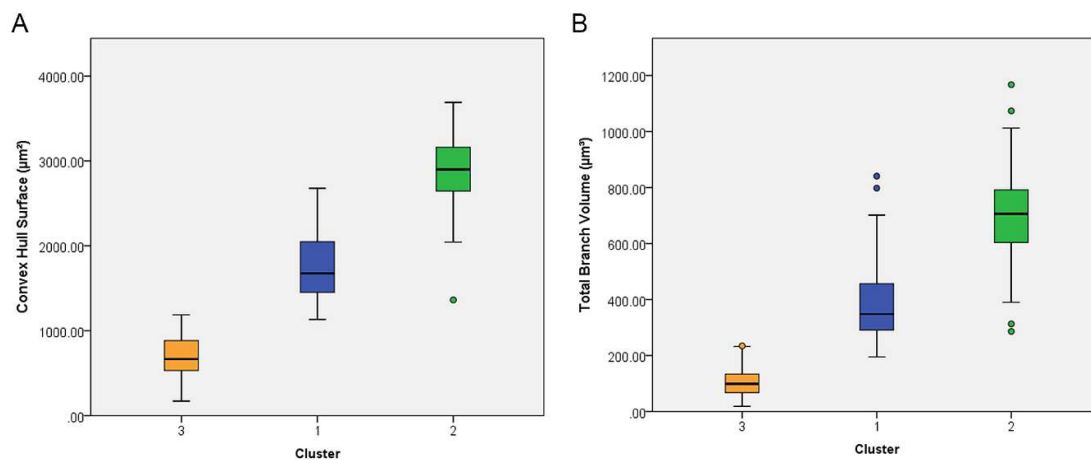 A
Convex Hull Surface (µm²)
4000.00
3000.00
2000.00
1000.00
.00
3 1 2
Cluster
B
Total Branch Volume (µm³)
1200.00
1000.00
800.00
600.00
400.00
200.00
.00
3 1 2
Cluster